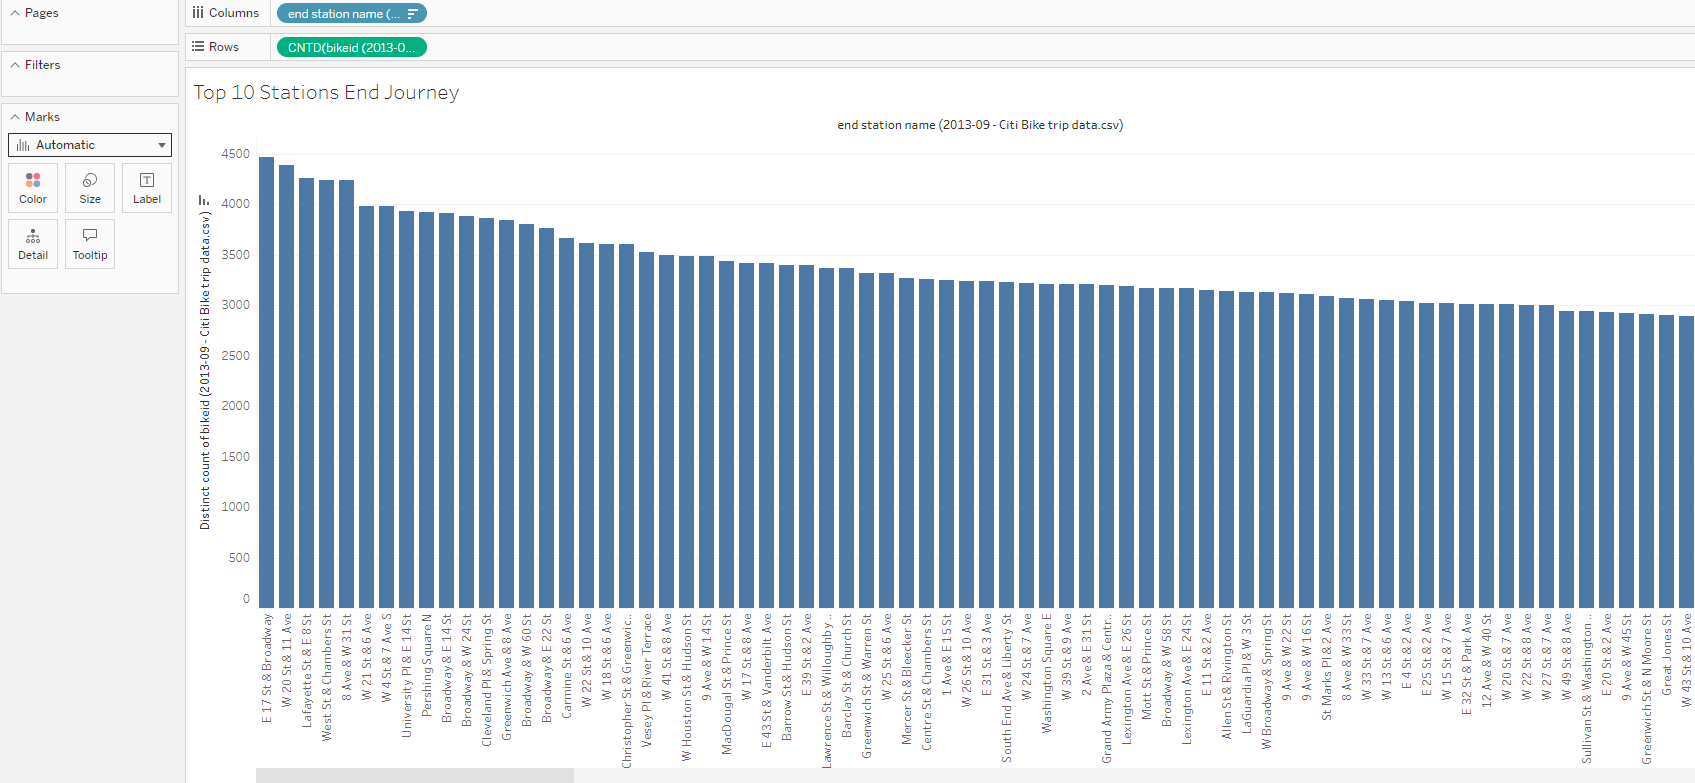 Pages
Columns
end station name (...
Rows
CNTD(bikeid (2013-0...
Filters
Marks
Automatic
Color
Size
Label
Detail
Tooltip
Top 10 Stations End Journey
end station name (2013-09 - Citi Bike trip data.csv)
Distinct count of bikeid (2013-09 - Citi Bike trip data.csv)
4500
4000
3500
3000
2500
2000
1500
1000
500
0
E 17 St & Broadway
W 20 St & 11 Ave
Lafayette St & E 8 St
West St & Chambers St
8 Ave & W 31 St
W 21 St & 6 Ave
W 4 St & 7 Ave S
University Pl & E 14 St
Pershing Square N
Broadway & E 14 St
Broadway & W 24 St
Cleveland Pl & Spring St
Greenwich Ave & 8 Ave
Broadway & W 60 St
Broadway & E 22 St
Carmine St & 6 Ave
W 22 St & 10 Ave
W 18 St & 6 Ave
Christopher St & Greenwic..
Vesey Pl & River Terrace
W 41 St & 8 Ave
W Houston St & Hudson St
9 Ave & W 14 St
MacDougal St & Prince St
W 17 St & 8 Ave
E 43 St & Vanderbilt Ave
Barrow St & Hudson St
E 39 St & 2 Ave
Lawrence St & Willoughby ..
Barclay St & Church St
Greenwich St & Warren St
W 25 St & 6 Ave
Mercer St & Bleecker St
Centre St & Chambers St
1 Ave & E 15 St
W 26 St & 10 Ave
E 31 St & 3 Ave
South End Ave & Liberty St
W 24 St & 7 Ave
Washington Square E
W 39 St & 9 Ave
2 Ave & E 31 St
Grand Army Plaza & Centr..
Lexington Ave & E 26 St
Mott St & Prince St
Broadway & W 58 St
Lexington Ave & E 24 St
E 11 St & 2 Ave
Allen St & Rivington St
LaGuardia Pl & W 3 St
W Broadway & Spring St
9 Ave & W 22 St
9 Ave & W 16 St
St Marks Pl & 2 Ave
8 Ave & W 33 St
W 33 St & 7 Ave
W 13 St & 6 Ave
E 4 St & 2 Ave
E 25 St & 2 Ave
W 15 St & 7 Ave
E 32 St & Park Ave
12 Ave & W 40 St
W 20 St & 7 Ave
W 22 St & 8 Ave
W 27 St & 7 Ave
W 49 St & 8 Ave
Sullivan St & Washington ..
E 20 St & 2 Ave
9 Ave & W 45 St
Greenwich St & N Moore St
Great Jones St
W 43 St & 10 Ave